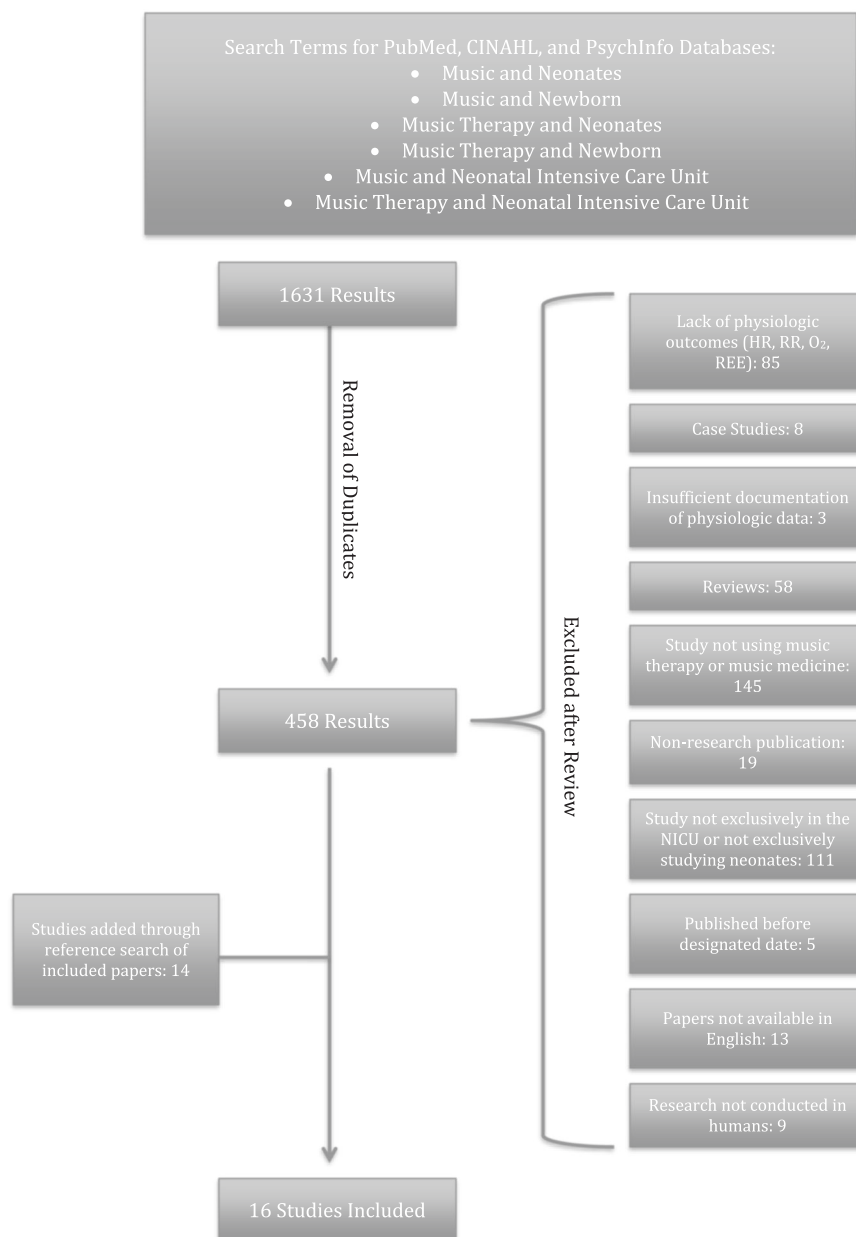 Search Terms for PubMed, CINAHL, and PsychInfo Databases:
• Music and Neonates
• Music and Newborn
• Music Therapy and Neonates
• Music Therapy and Newborn
• Music and Neonatal Intensive Care Unit
• Music Therapy and Neonatal Intensive Care Unit
1631 Results
Removal of Duplicates
458 Results
Excluded after Review
Lack of physiologic
outcomes (HR, RR, O₂,
REE): 85
Case Studies: 8
Insufficient documentation
of physiologic data: 3
Reviews: 58
Study not using music
therapy or music medicine:
145
Non-research publication:
19
Study not exclusively in the
NICU or not exclusively
studying neonates: 111
Published before
designated date: 5
Papers not available in
English: 13
Research not conducted in
humans: 9
Studies added through
reference search of
included papers: 14
16 Studies Included